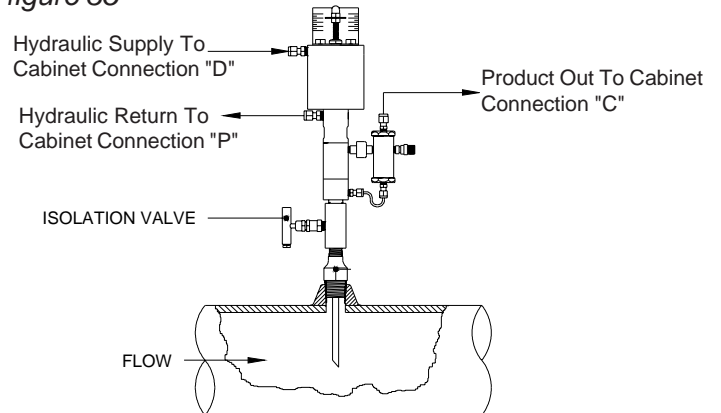 Hydraulic Supply To
Cabinet Connection "D"
Product Out To Cabinet
Connection "C"
Hydraulic Return To
Cabinet Connection "P"
ISOLATION VALVE
FLOW